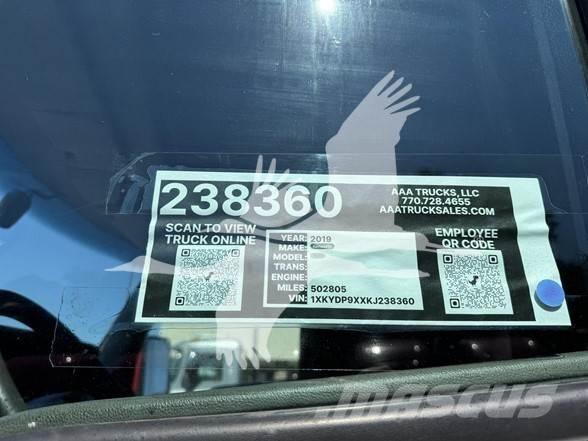 238360
AAA TRUCKS, LLC
770.728.4655
AAATRUCKSALES.COM
SCAN TO VIEW
TRUCK ONLINE
EMPLOYEE
QR CODE
YEAR: 2019
MAKE:
MODEL:
TRANS:
ENGINE:
MILES: 502805
VIN: 1XKYDP9XXKJ238360
MASCUS